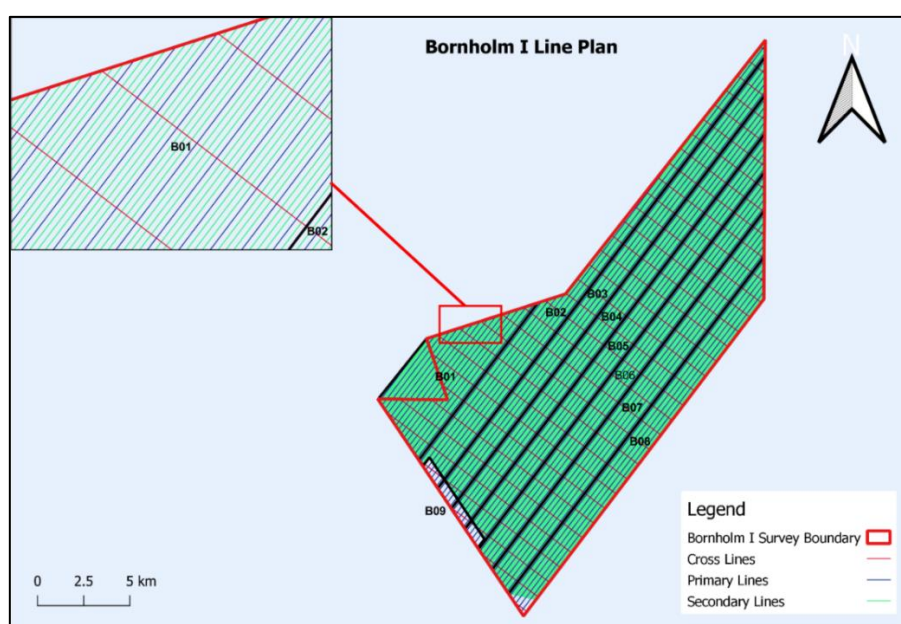 Bornholm I Line Plan
N
B01
B02
B03
B02
B04
B05
B01
B06
B07
B08
B09
Legend
Bornholm I Survey Boundary
Cross Lines
Primary Lines
Secondary Lines
0 2.5 5 km